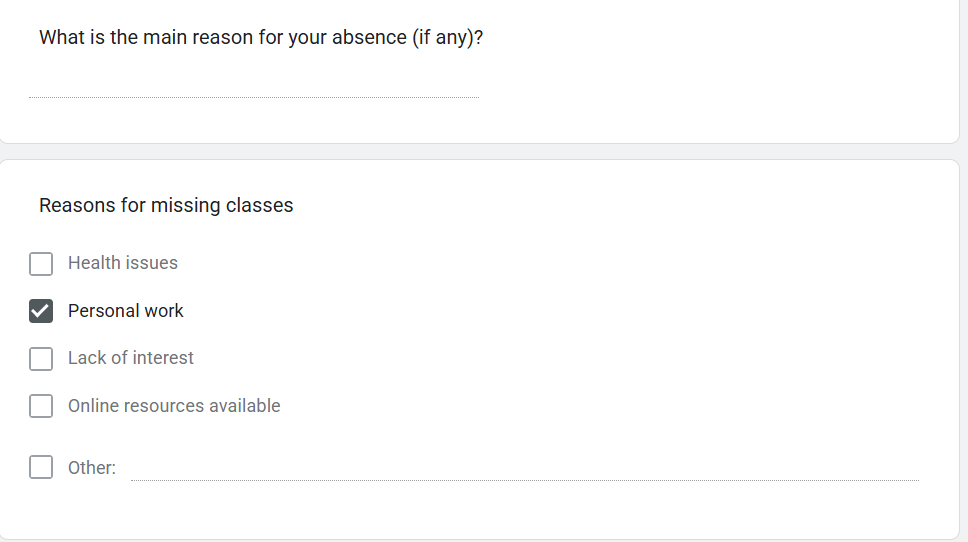 What is the main reason for your absence (if any)?
Reasons for missing classes
Health issues
Personal work
Lack of interest
Online resources available
Other: